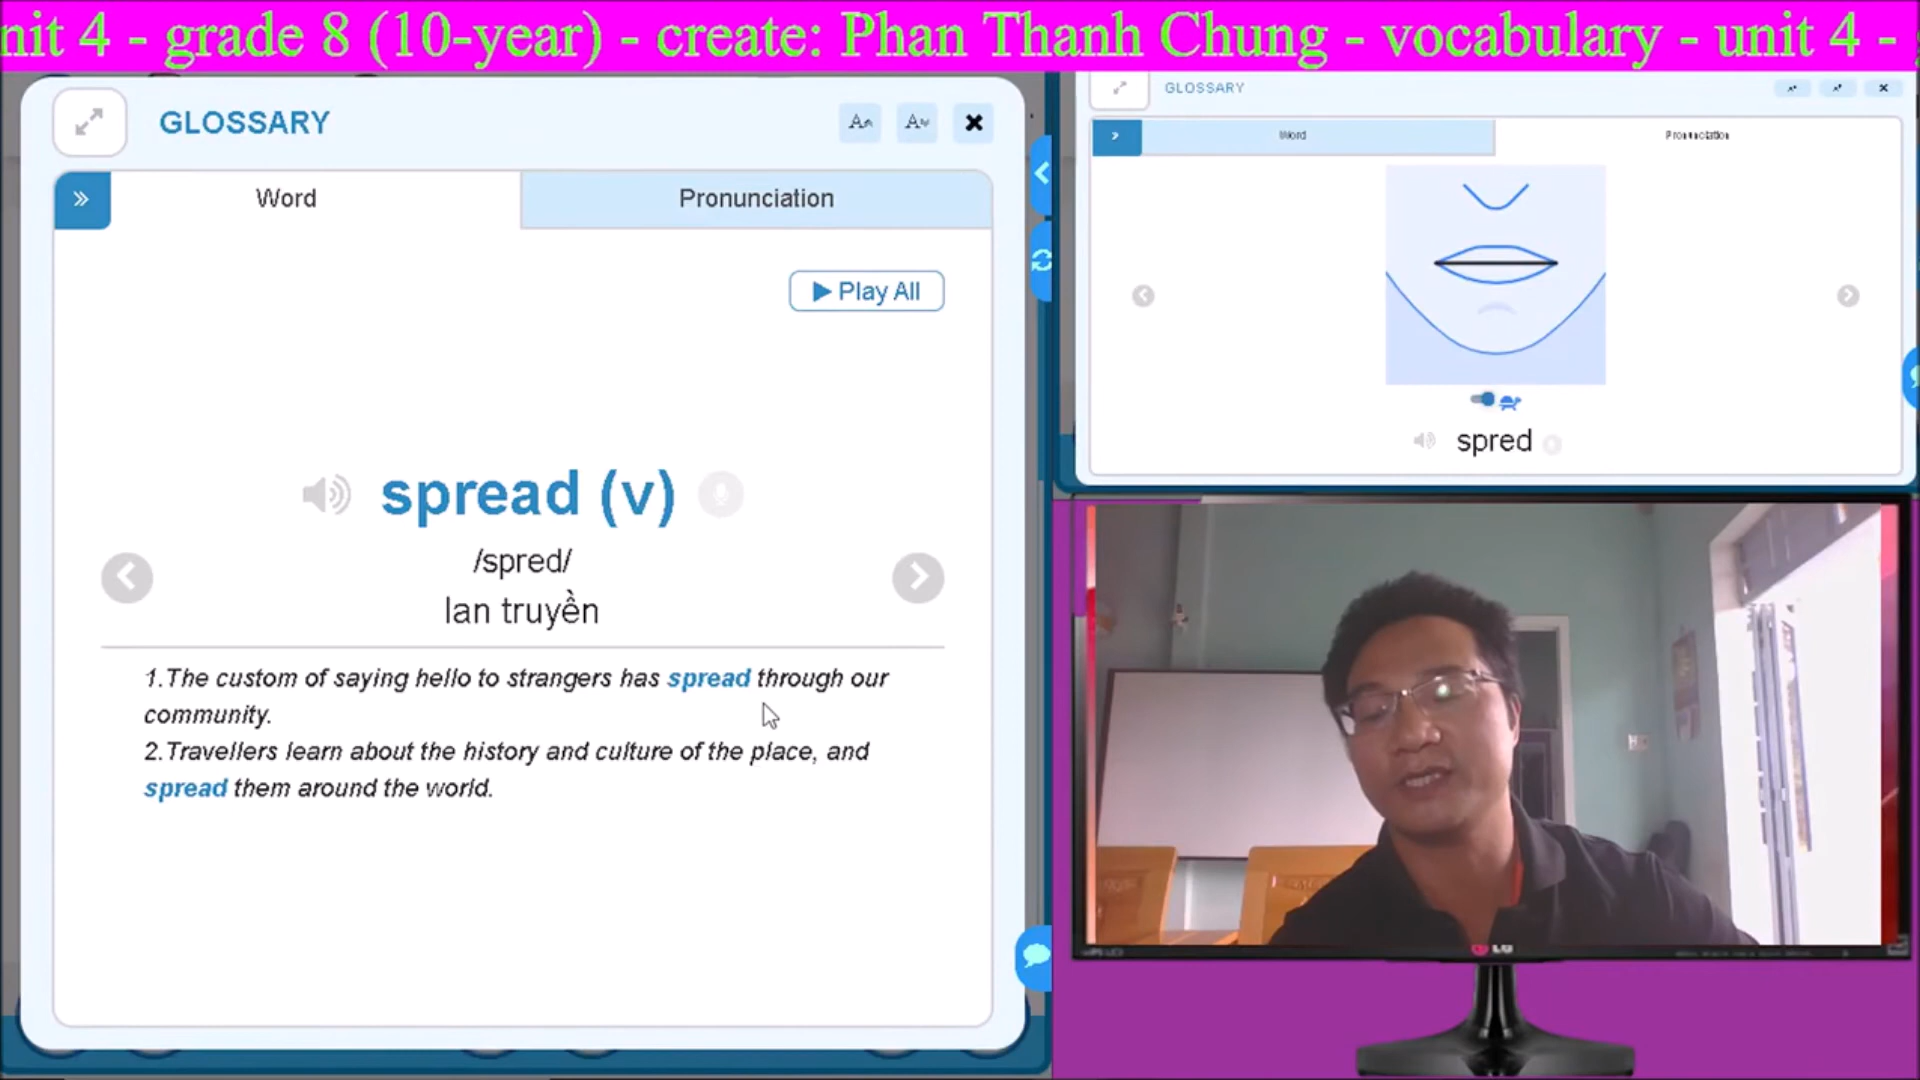 nit 4 - grade 8 (10-year) - create: Phan Thanh Chung - vocabulary - unit 4 -
GLOSSARY
Word
Pronunciation
Play All
spread (v)
/spred/
lan truyền
1.The custom of saying hello to strangers has spread through our
community.
2.Travellers learn about the history and culture of the place, and
spread them around the world.
GLOSSARY
Word
Pronunciation
spred
LG